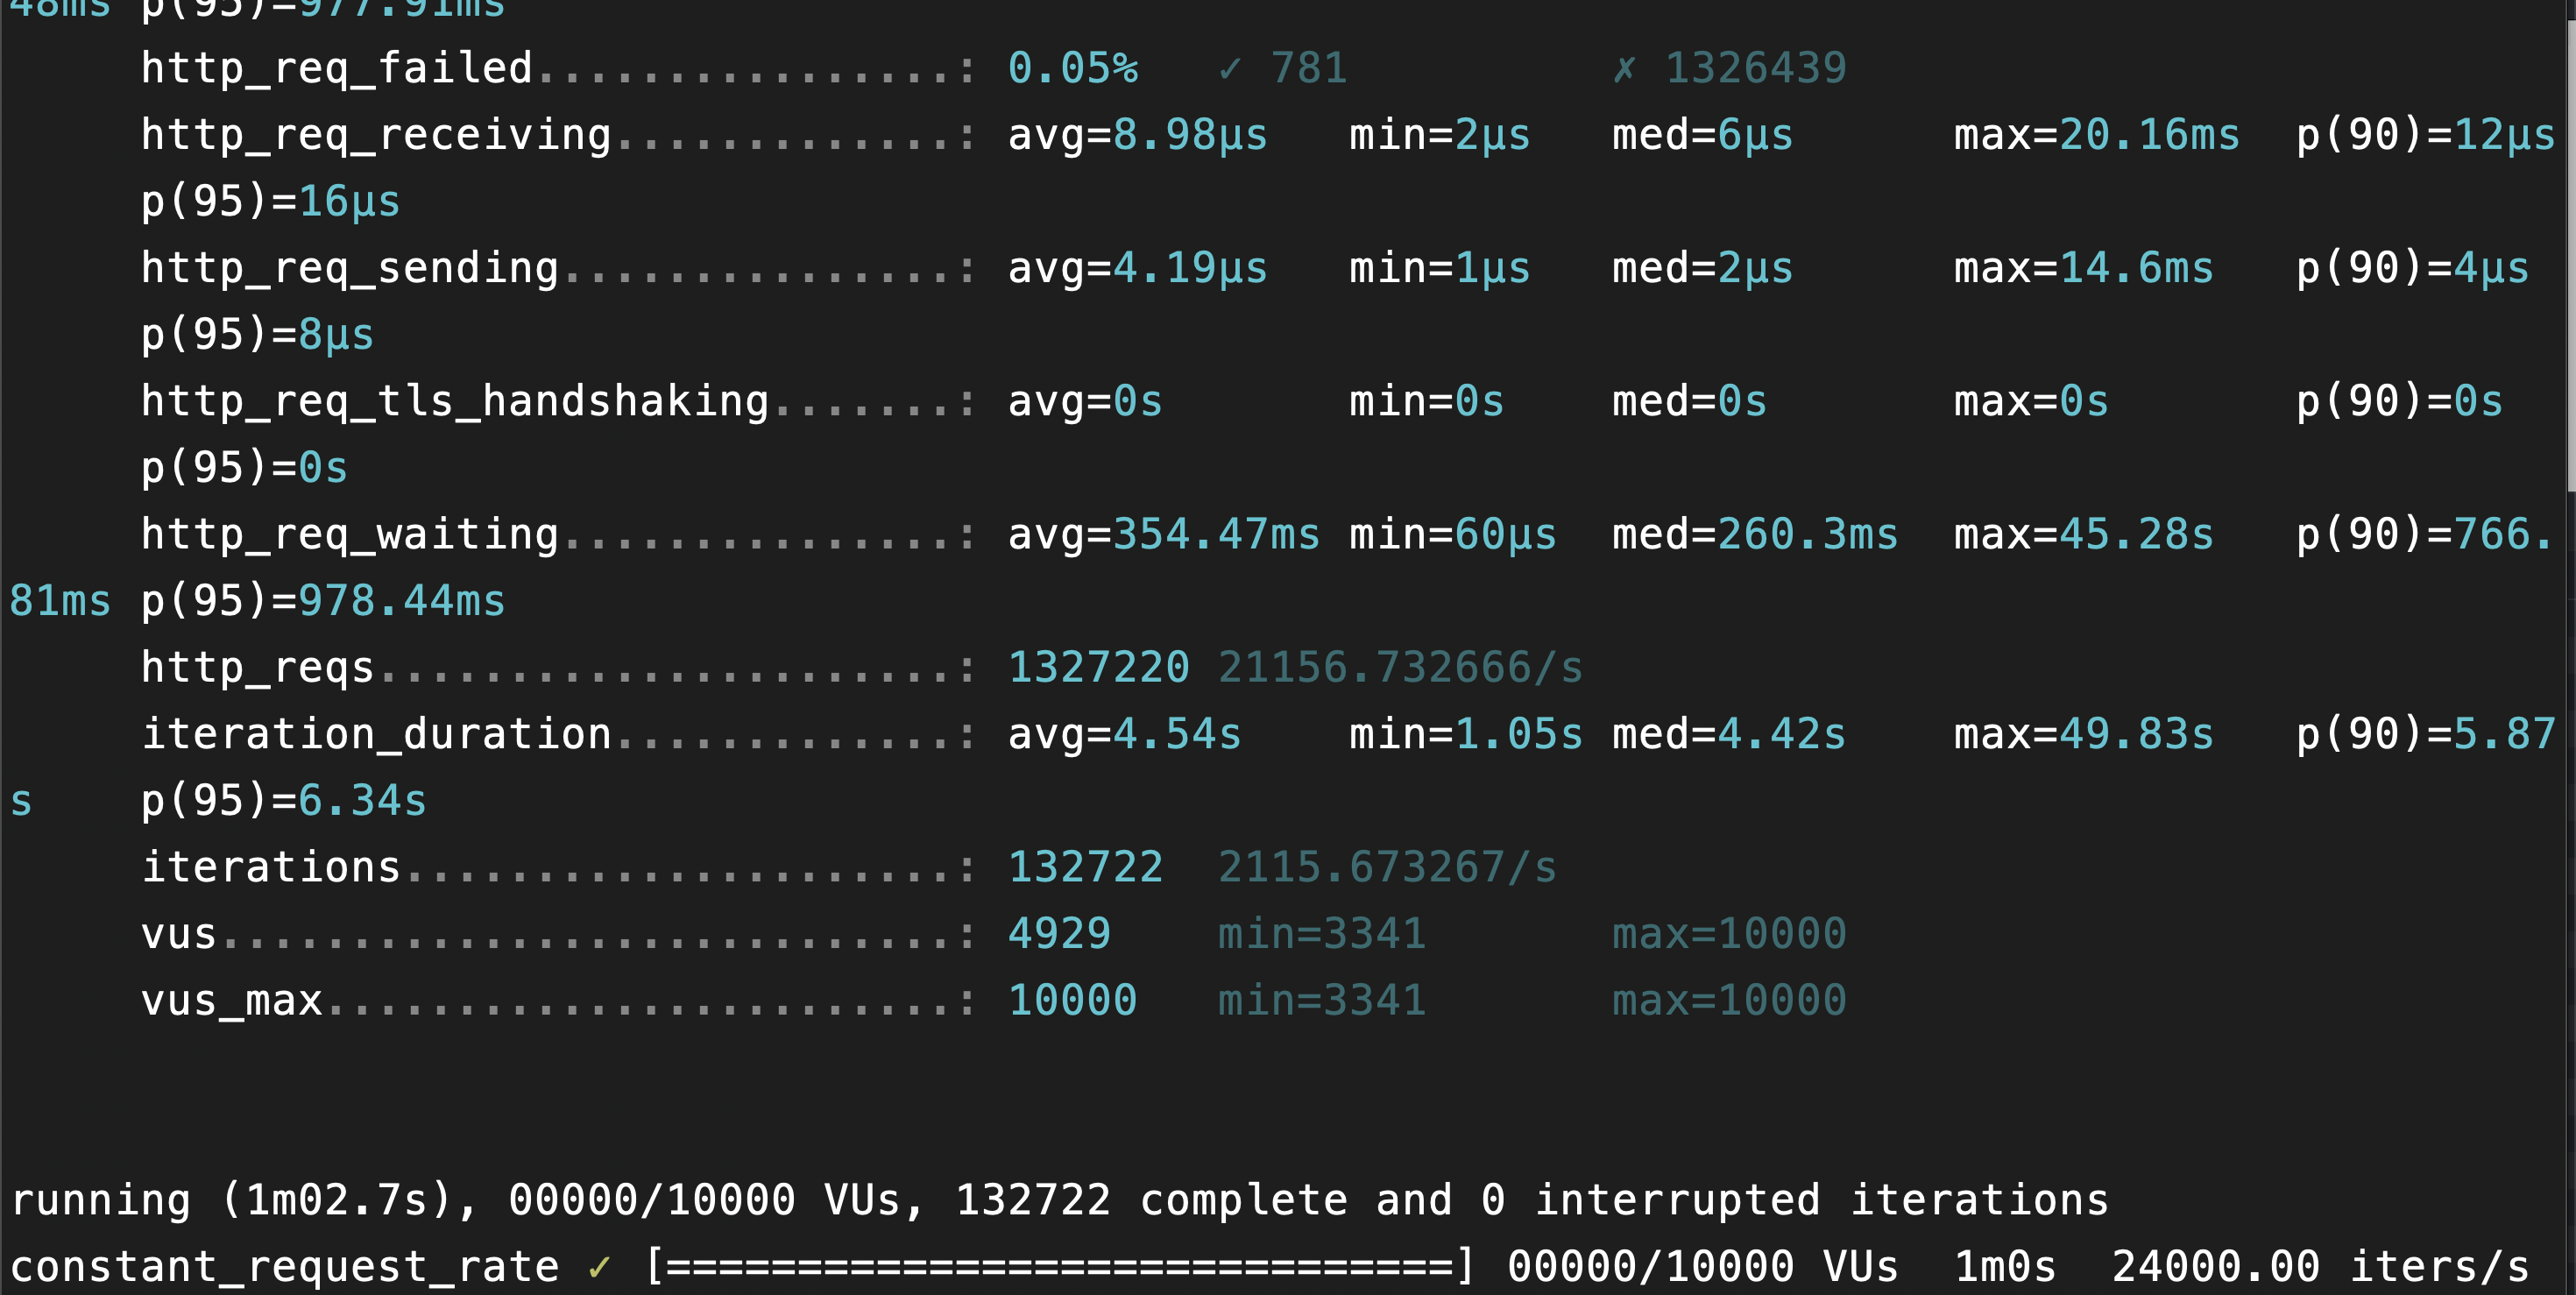 48ms p(95)=977.91ms
http_req_failed................: 0.05% ✓ 781 ✗ 1326439
http_req_receiving.............: avg=8.98µs min=2µs med=6µs max=20.16ms p(90)=12µs
p(95)=16µs
http_req_sending...............: avg=4.19µs min=1µs med=2µs max=14.6ms p(90)=4µs
p(95)=8µs
http_req_tls_handshaking.......: avg=0s min=0s med=0s max=0s p(90)=0s
p(95)=0s
http_req_waiting...............: avg=354.47ms min=60µs med=260.3ms max=45.28s p(90)=766.
81ms p(95)=978.44ms
http_reqs......................: 1327220 21156.732666/s
iteration_duration.............: avg=4.54s min=1.05s med=4.42s max=49.83s p(90)=5.87
s p(95)=6.34s
iterations.....................: 132722 2115.673267/s
vus............................: 4929 min=3341 max=10000
vus_max........................: 10000 min=3341 max=10000
running (1m02.7s), 00000/10000 VUs, 132722 complete and 0 interrupted iterations
constant_request_rate ✓ [==============================] 00000/10000 VUs 1m0s 24000.00 iters/s